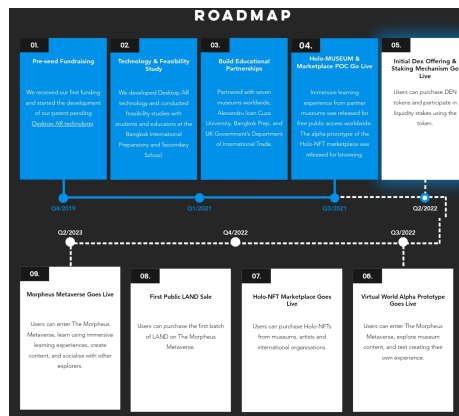 ROADMAP
01.
Pre-seed Fundraising
We received our first funding
and started the development
of our patent pending
Desktop AR technology.
02.
Technology & Feasibility
Study
We developed Desktop AR
technology and conducted
feasibility studies with
students and educators at the
Bangkok International
Preparatory and Secondary
School.
03.
Build Educational
Partnerships
Partnered with seven
museums worldwide,
Alexandru Ioan Cuza
University, Bangkok Prep, and
UK Government's Department
of International Trade.
04.
Holo-MUSEUM &
Marketplace POC Go Live
Immersive learning
experience from partner
museums was released for
free public access worldwide.
The alpha prototype of the
Holo-NFT marketplace was
released for browsing.
05.
Initial Dex Offering &
Staking Mechanism Go
Live
Users can purchase DEN
tokens and participate in
liquidity stakes using the
token.
Q4/2019
Q1/2021
Q3/2021
Q2/2022
Q2/2023
Q4/2022
Q3/2022
09.
Morpheus Metaverse Goes
Live
Users can enter The Morpheus
Metaverse, learn using immersive
learning experiences, create
content, and socialise with other
explorers.
08.
First Public LAND Sale
Users can purchase the first batch
of LAND on The Morpheus
Metaverse.
07.
Holo-NFT Marketplace Goes
Live
Users can purchase Holo-NFTs
from museums, artists and
international organisations.
06.
Virtual World Alpha Prototype
Goes Live
Users can enter The Morpheus
Metaverse, explore museum
content, and test creating their
own experience.